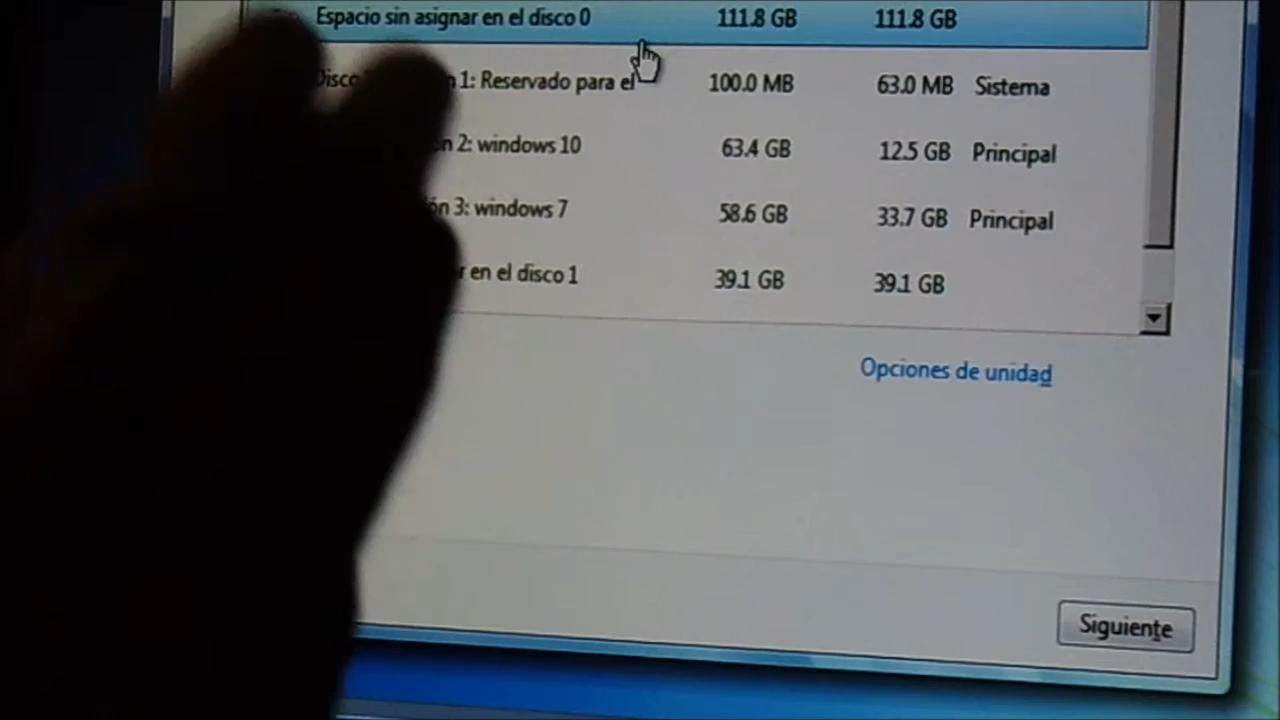 Espacio sin asignar en el disco 0 111.8 GB 111.8 GB
Disco 1: Reservado para el 100.0 MB 63.0 MB Sistema
2: windows 10 63.4 GB 12.5 GB Principal
ón 3: windows 7 58.6 GB 33.7 GB Principal
en el disco 1 39.1 GB 39.1 GB
Opciones de unidad
Siguiente